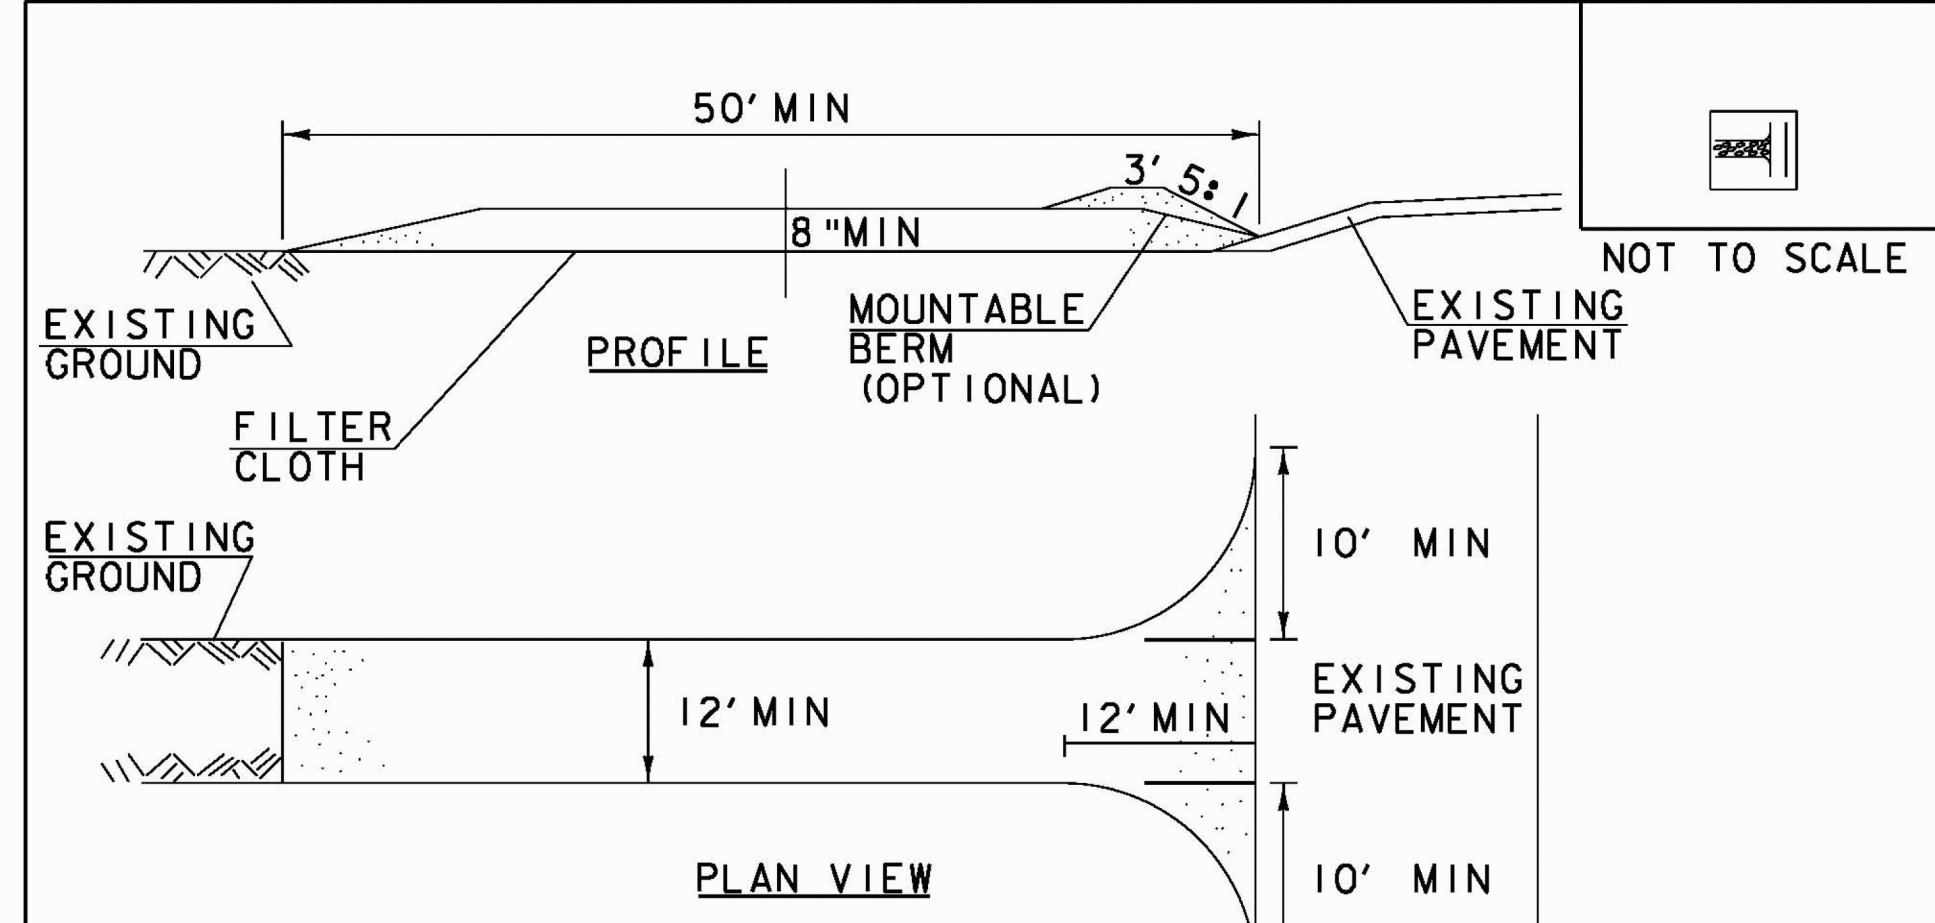 50' MIN
3' 5:1
8" MIN
NOT TO SCALE
EXISTING
GROUND
PROFILE
MOUNTABLE
BERM
(OPTIONAL)
EXISTING
PAVEMENT
FILTER
CLOTH
EXISTING
GROUND
10' MIN
12' MIN
12' MIN
EXISTING
PAVEMENT
PLAN VIEW
10' MIN